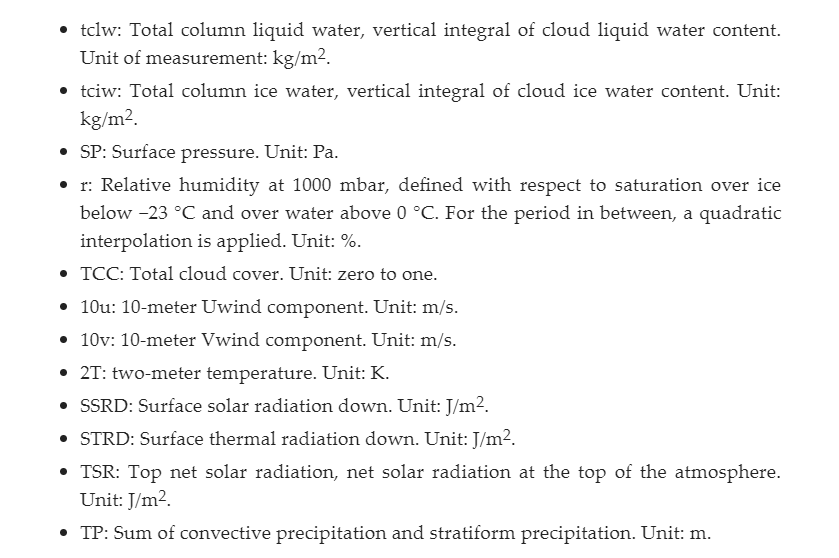 • tclw: Total column liquid water, vertical integral of cloud liquid water content.
Unit of measurement: kg/m².
• tciw: Total column ice water, vertical integral of cloud ice water content. Unit:
kg/m².
• SP: Surface pressure. Unit: Pa.
• r: Relative humidity at 1000 mbar, defined with respect to saturation over ice
below −23 °C and over water above 0 °C. For the period in between, a quadratic
interpolation is applied. Unit: %.
• TCC: Total cloud cover. Unit: zero to one.
• 10u: 10-meter Uwind component. Unit: m/s.
• 10v: 10-meter Vwind component. Unit: m/s.
• 2T: two-meter temperature. Unit: K.
• SSRD: Surface solar radiation down. Unit: J/m².
• STRD: Surface thermal radiation down. Unit: J/m².
• TSR: Top net solar radiation, net solar radiation at the top of the atmosphere.
Unit: J/m².
• TP: Sum of convective precipitation and stratiform precipitation. Unit: m.